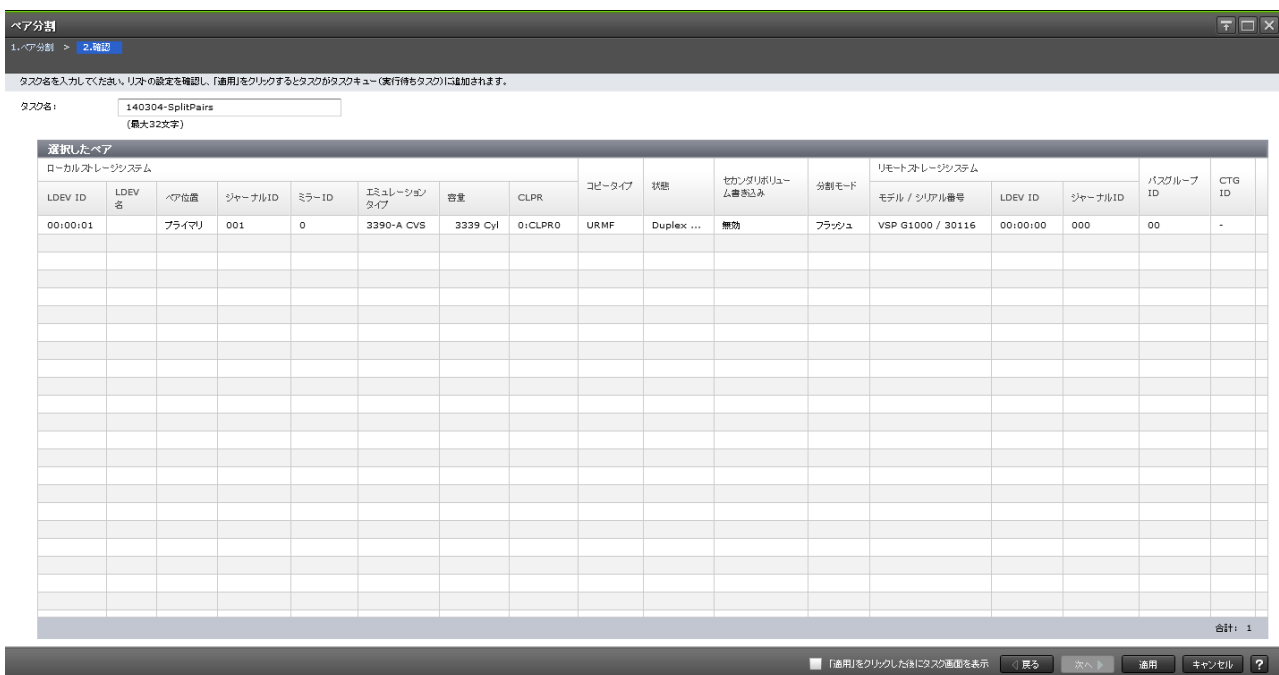 ペア分割
1.ペア分割 > 2.確認
タスク名を入力してください。リストの設定を確認し、「適用」をクリックするとタスクがタスクキュー(実行待ちタスク)に追加されます。
タスク名: 140304-SplitPairs
(最大32文字)
選択したペア
ローカルストレージシステム コピータイプ 状態 セカンダリボリューム書き込み 分割モード リモートストレージシステム パスグループID CTG ID
LDEV ID LDEV名 ペア位置 ジャーナルID ミラーID エミュレーションタイプ 容量 CLPR モデル / シリアル番号 LDEV ID ジャーナルID
00:00:01 プライマリ 001 0 3390-A CVS 3339 Cyl 0:CLPR0 URMF Duplex ... 無効 フラッシュ VSP G1000 / 30116 00:00:00 000 00 -
合計: 1
「適用」をクリックした後にタスク画面を表示 戻る 次へ 適用 キャンセル ?